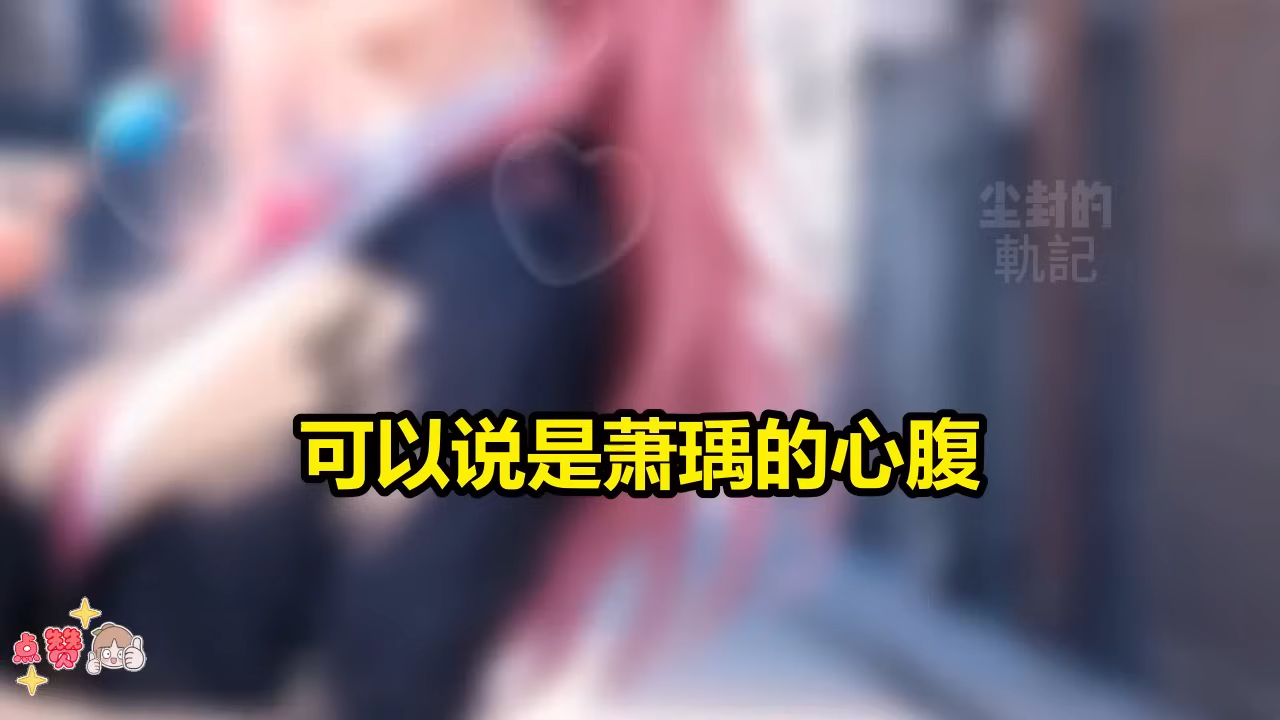 尘封的
軌記
可以说是萧瑀的心腹
点赞